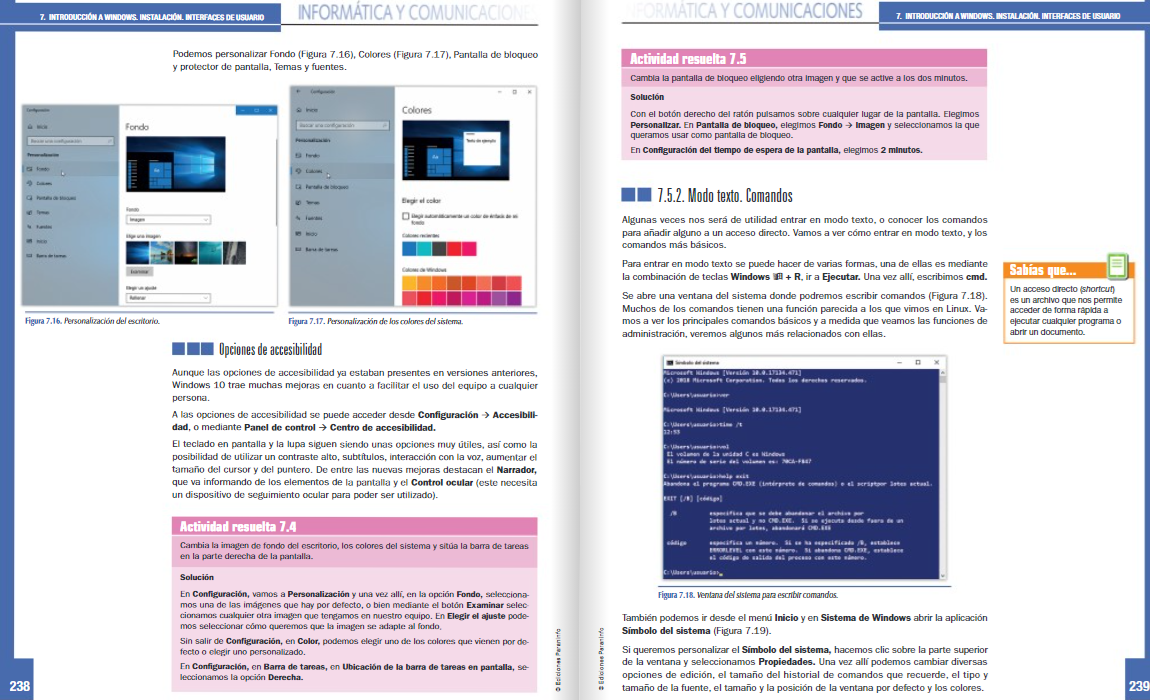 7. INTRODUCCIÓN A WINDOWS. INSTALACIÓN. INTERFACES DE USUARIO
INFORMÁTICA Y COMUNICACIONES
Podemos personalizar Fondo (Figura 7.16), Colores (Figura 7.17), Pantalla de bloqueo
y protector de pantalla, Temas y fuentes.
Configuración
Inicio
Buscar una configuración
Personalización
Fondo
Colores
Pantalla de bloqueo
Temas
Fuentes
Inicio
Barra de tareas
Fondo
Aa
Fondo
Imagen
Elige una imagen
Examinar
Elegir un ajuste
Rellenar
Figura 7.16. Personalización del escritorio.
Configuración
Inicio
Buscar una configuración
Personalización
Fondo
Colores
Pantalla de bloqueo
Temas
Fuentes
Inicio
Barra de tareas
Colores
Texto de ejemplo
Aa
Elegir el color
Elegir automáticamente un color de énfasis de mi
fondo
Colores recientes
Colores de Windows
Figura 7.17. Personalización de los colores del sistema.
Opciones de accesibilidad
Aunque las opciones de accesibilidad ya estaban presentes en versiones anteriores,
Windows 10 trae muchas mejoras en cuanto a facilitar el uso del equipo a cualquier
persona.
A las opciones de accesibilidad se puede acceder desde Configuración → Accesibili-
dad, o mediante Panel de control → Centro de accesibilidad.
El teclado en pantalla y la lupa siguen siendo unas opciones muy útiles, así como la
posibilidad de utilizar un contraste alto, subtítulos, interacción con la voz, aumentar el
tamaño del cursor y del puntero. De entre las nuevas mejoras destacan el Narrador,
que va informando de los elementos de la pantalla y el Control ocular (este necesita
un dispositivo de seguimiento ocular para poder ser utilizado).
Actividad resuelta 7.4
Cambia la imagen de fondo del escritorio, los colores del sistema y sitúa la barra de tareas
en la parte derecha de la pantalla.
Solución
En Configuración, vamos a Personalización y una vez allí, en la opción Fondo, selecciona-
mos una de las imágenes que hay por defecto, o bien mediante el botón Examinar selec-
cionamos cualquier otra imagen que tengamos en nuestro equipo. En Elegir el ajuste pode-
mos seleccionar cómo queremos que la imagen se adapte al fondo.
Sin salir de Configuración, en Color, podemos elegir uno de los colores que vienen por de-
fecto o elegir uno personalizado.
En Configuración, en Barra de tareas, en Ubicación de la barra de tareas en pantalla, se-
leccionamos la opción Derecha.
238
© Ediciones Paraninfo
INFORMÁTICA Y COMUNICACIONES
7. INTRODUCCIÓN A WINDOWS. INSTALACIÓN. INTERFACES DE USUARIO
Actividad resuelta 7.5
Cambia la pantalla de bloqueo eligiendo otra imagen y que se active a los dos minutos.
Solución
Con el botón derecho del ratón pulsamos sobre cualquier lugar de la pantalla. Elegimos
Personalizar. En Pantalla de bloqueo, elegimos Fondo → Imagen y seleccionamos la que
queramos usar como pantalla de bloqueo.
En Configuración del tiempo de espera de la pantalla, elegimos 2 minutos.
7.5.2. Modo texto. Comandos
Algunas veces nos será de utilidad entrar en modo texto, o conocer los comandos
para añadir alguno a un acceso directo. Vamos a ver cómo entrar en modo texto, y los
comandos más básicos.
Para entrar en modo texto se puede hacer de varias formas, una de ellas es mediante
la combinación de teclas Windows + R, ir a Ejecutar. Una vez allí, escribimos cmd.
Se abre una ventana del sistema donde podremos escribir comandos (Figura 7.18).
Muchos de los comandos tienen una función parecida a los que vimos en Linux. Va-
mos a ver los principales comandos básicos y a medida que veamos las funciones de
administración, veremos algunos más relacionados con ellas.
Sabías que...
Un acceso directo (shortcut)
es un archivo que nos permite
acceder de forma rápida a
ejecutar cualquier programa o
abrir un documento.
Símbolo del sistema
Microsoft Windows [Versión 10.0.17134.471]
(c) 2018 Microsoft Corporation. Todos los derechos reservados.
C:\Users\usuario>ver
Microsoft Windows [Versión 10.0.17134.471]
C:\Users\usuario>time /t
12:53
C:\Users\usuario>vol
El volumen de la unidad C es Windows
El número de serie del volumen es: 70CA-F847
C:\Users\usuario>help exit
Abandona el programa CMD.EXE (intérprete de comandos) o el scriptpor lotes actual.
EXIT [/B] [código]
/B especifica que se debe abandonar el archivo por
lotes actual y no CMD.EXE. Si se ejecuta desde fuera de un
archivo por lotes, abandonará CMD.EXE
código especifica un número. Si se ha especificado /B, establece
ERRORLEVEL con este número. Si abandona CMD.EXE, establece
el código de salida del proceso con este número.
C:\Users\usuario>
Figura 7.18. Ventana del sistema para escribir comandos.
También podemos ir desde el menú Inicio y en Sistema de Windows abrir la aplicación
Símbolo del sistema (Figura 7.19).
Si queremos personalizar el Símbolo del sistema, hacemos clic sobre la parte superior
de la ventana y seleccionamos Propiedades. Una vez allí podemos cambiar diversas
opciones de edición, el tamaño del historial de comandos que recuerde, el tipo y
tamaño de la fuente, el tamaño y la posición de la ventana por defecto y los colores.
© Ediciones Paraninfo
239